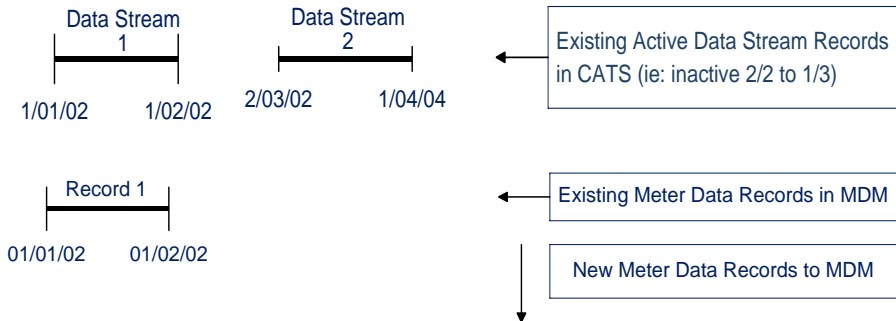 Data Stream
1
Data Stream
2
Existing Active Data Stream Records
in CATS (ie: inactive 2/2 to 1/3)
1/01/02
1/02/02
2/03/02
1/04/04
Record 1
Existing Meter Data Records in MDM
01/01/02
01/02/02
New Meter Data Records to MDM